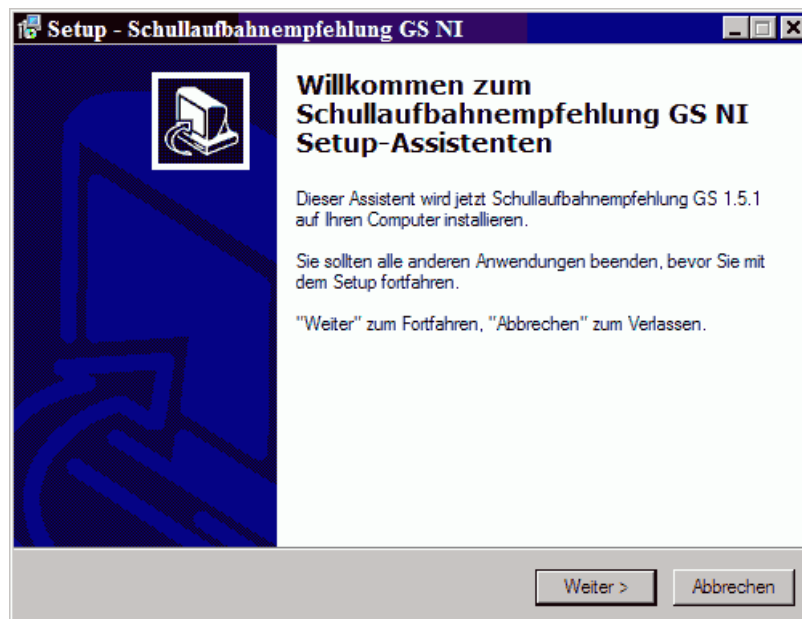 Setup - Schullaufbahnempfehlung GS NI
Willkommen zum
Schullaufbahnempfehlung GS NI
Setup-Assistenten
Dieser Assistent wird jetzt Schullaufbahnempfehlung GS 1.5.1
auf Ihren Computer installieren.
Sie sollten alle anderen Anwendungen beenden, bevor Sie mit
dem Setup fortfahren.
"Weiter" zum Fortfahren, "Abbrechen" zum Verlassen.
Weiter >
Abbrechen